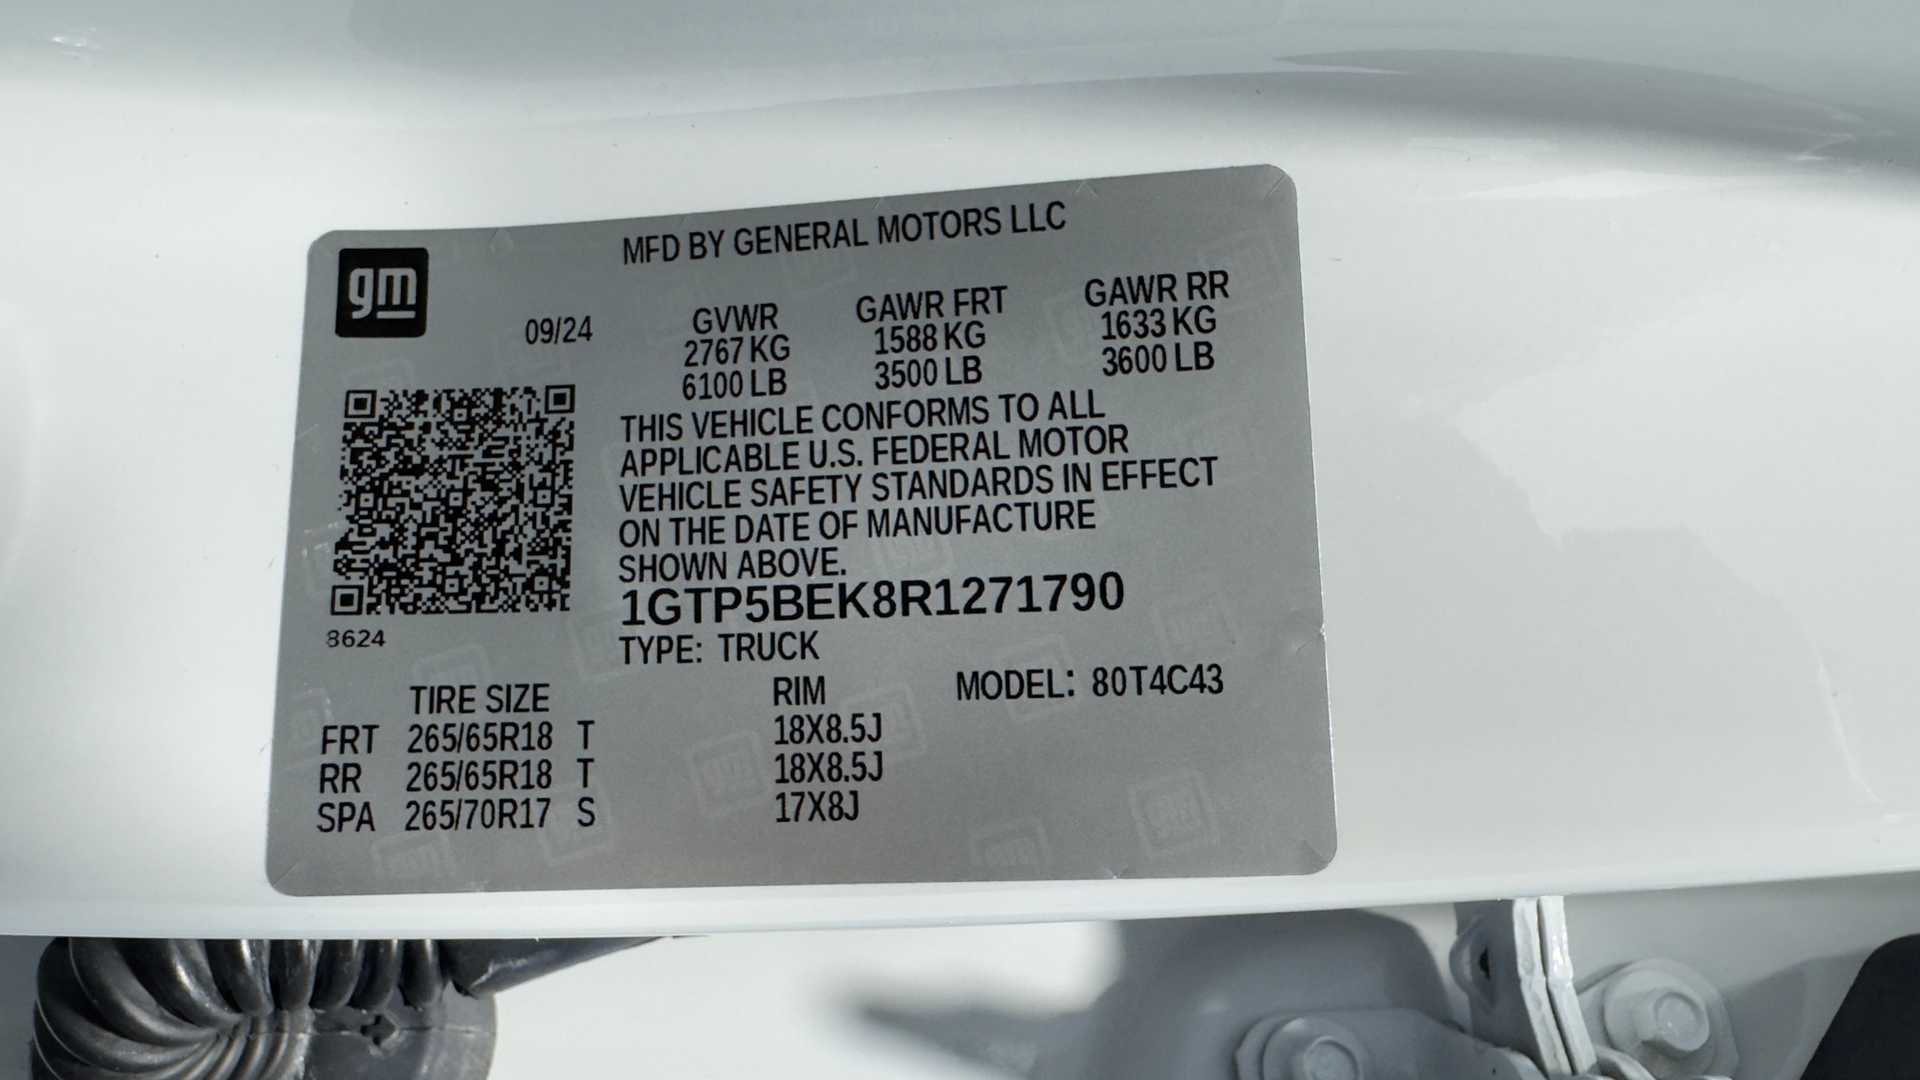 MFD BY GENERAL MOTORS LLC
gm
09/24
GVWR GAWR FRT GAWR RR
2767 KG 1588 KG 1633 KG
6100 LB 3500 LB 3600 LB
THIS VEHICLE CONFORMS TO ALL
APPLICABLE U.S. FEDERAL MOTOR
VEHICLE SAFETY STANDARDS IN EFFECT
ON THE DATE OF MANUFACTURE
SHOWN ABOVE.
1GTP5BEK8R1271790
8624
TYPE: TRUCK
TIRE SIZE RIM MODEL: 80T4C43
FRT 265/65R18 T 18X8.5J
RR 265/65R18 T 18X8.5J
SPA 265/70R17 S 17X8J